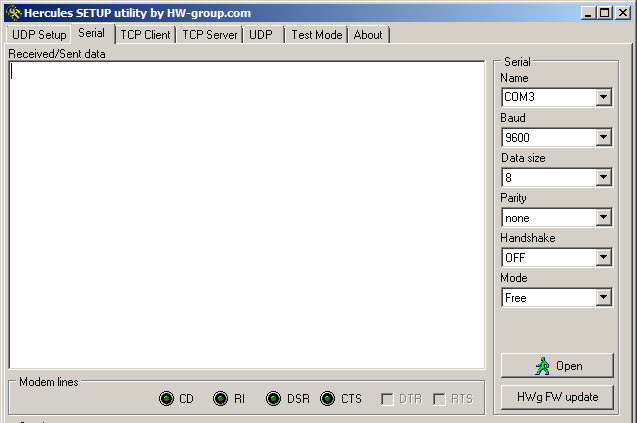 Hercules SETUP utility by HW-group.com
UDP Setup Serial TCP Client TCP Server UDP Test Mode About
Received/Sent data
Serial
Name
COM3
Baud
9600
Data size
8
Parity
none
Handshake
OFF
Mode
Free
Open
HWg FW update
Modem lines
CD RI DSR CTS DTR RTS